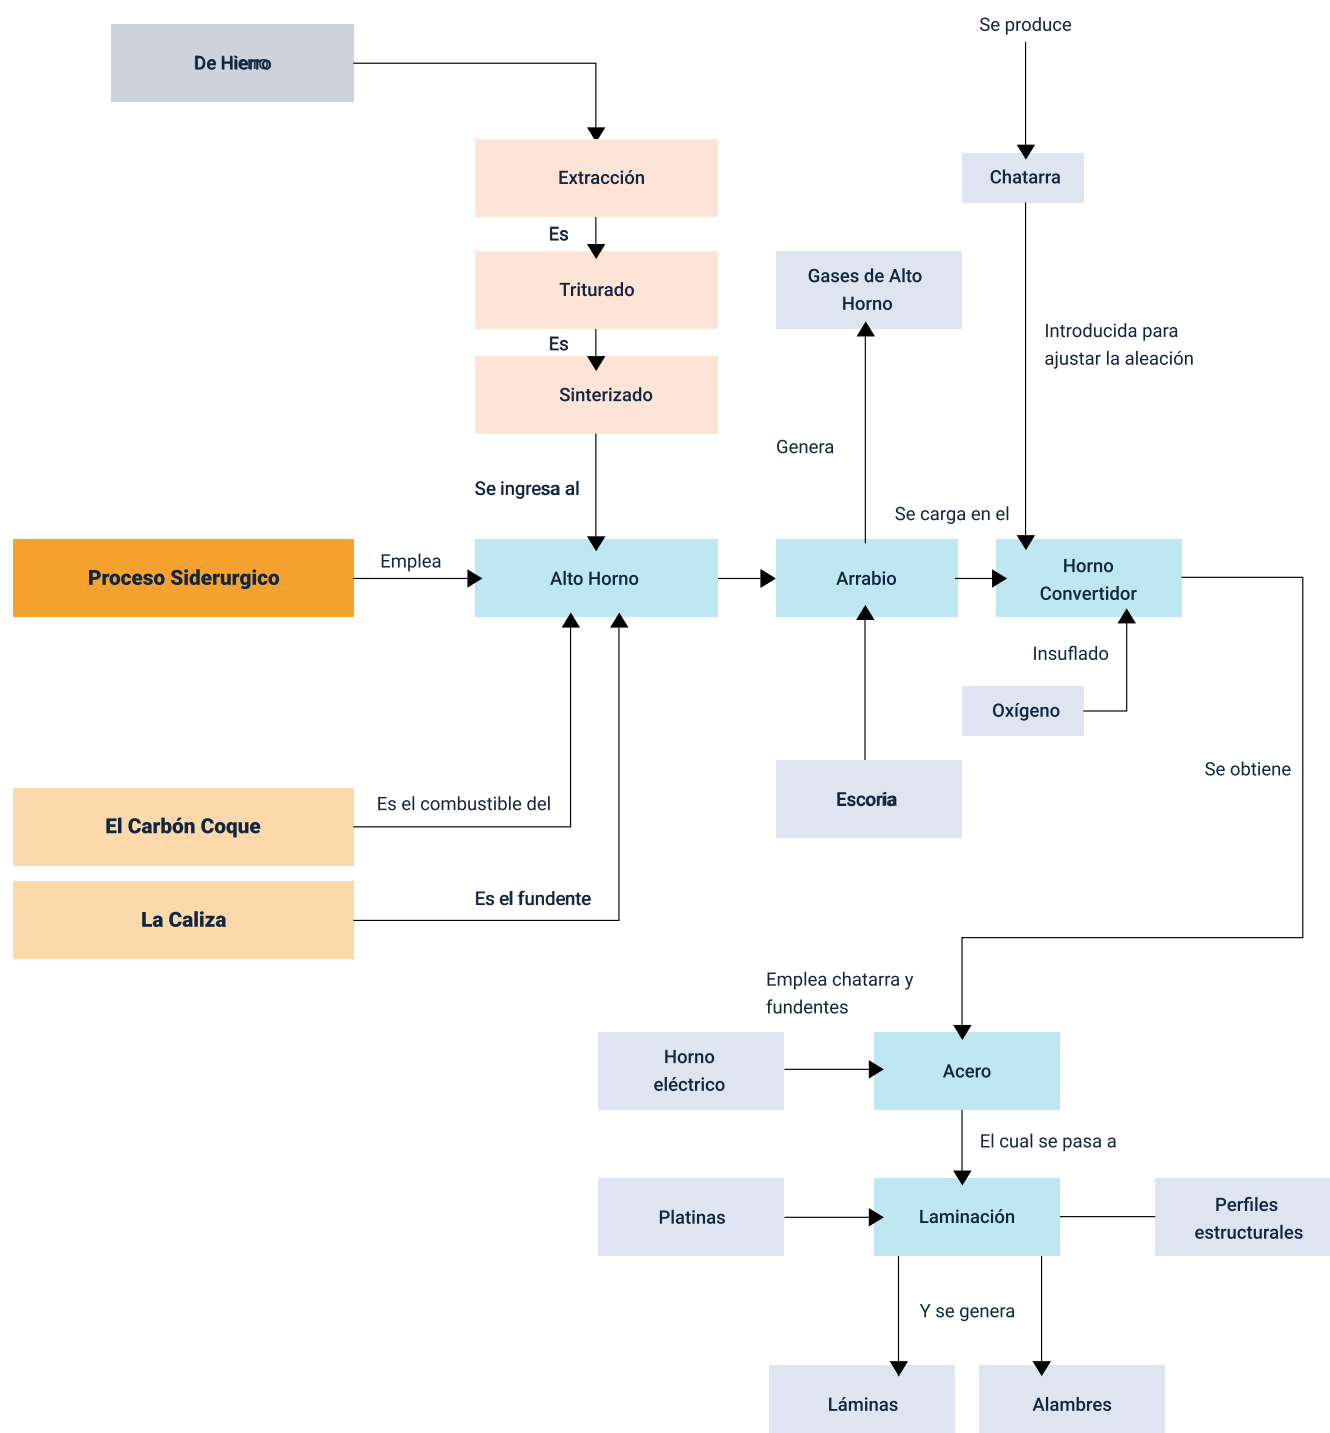 Se produce
De Hierro
Extracción
Chatarra
Es
Triturado
Gases de Alto
Horno
Es
Introducida para
ajustar la aleación
Sinterizado
Genera
Se ingresa al
Se carga en el
Proceso Siderurgico
Emplea
Alto Horno
Arrabio
Horno
Convertidor
Insuflado
Oxígeno
Se obtiene
Es el combustible del
El Carbón Coque
Escoria
Es el fundente
La Caliza
Emplea chatarra y
fundentes
Horno
eléctrico
Acero
El cual se pasa a
Platinas
Laminación
Perfiles
estructurales
Y se genera
Láminas
Alambres